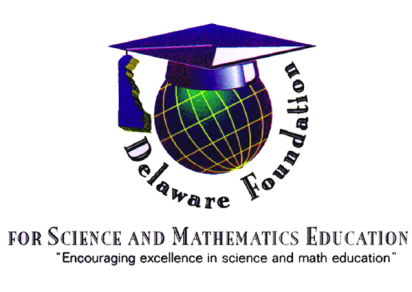 Delaware Foundation
FOR SCIENCE AND MATHEMATICS EDUCATION
"Encouraging excellence in science and math education"